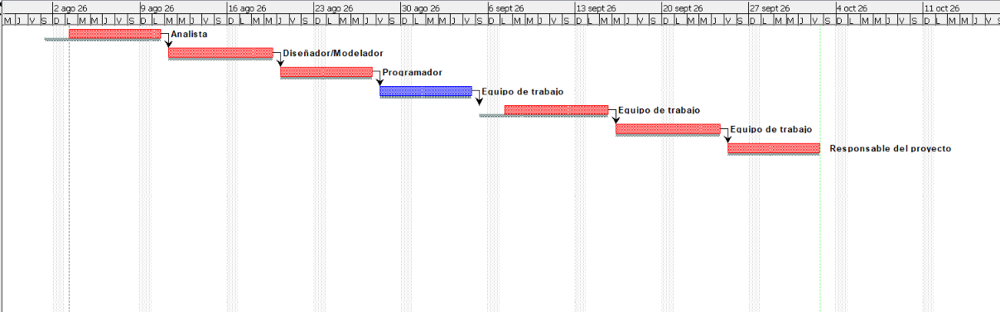 2 ago 26 9 ago 26 16 ago 26 23 ago 26 30 ago 26 6 sept 26 13 sept 26 20 sept 26 27 sept 26 4 oct 26 11 oct 26
M J V S D L M M J V S D L M M J V S D L M M J V S D L M M J V S D L M M J V S D L M M J V S D L M M J V S D L M M J V S D L M M J V S D L M M J V S D L M M J V S
Analista
Diseñador/Modelador
Programador
Equipo de trabajo
Equipo de trabajo
Equipo de trabajo
Responsable del proyecto